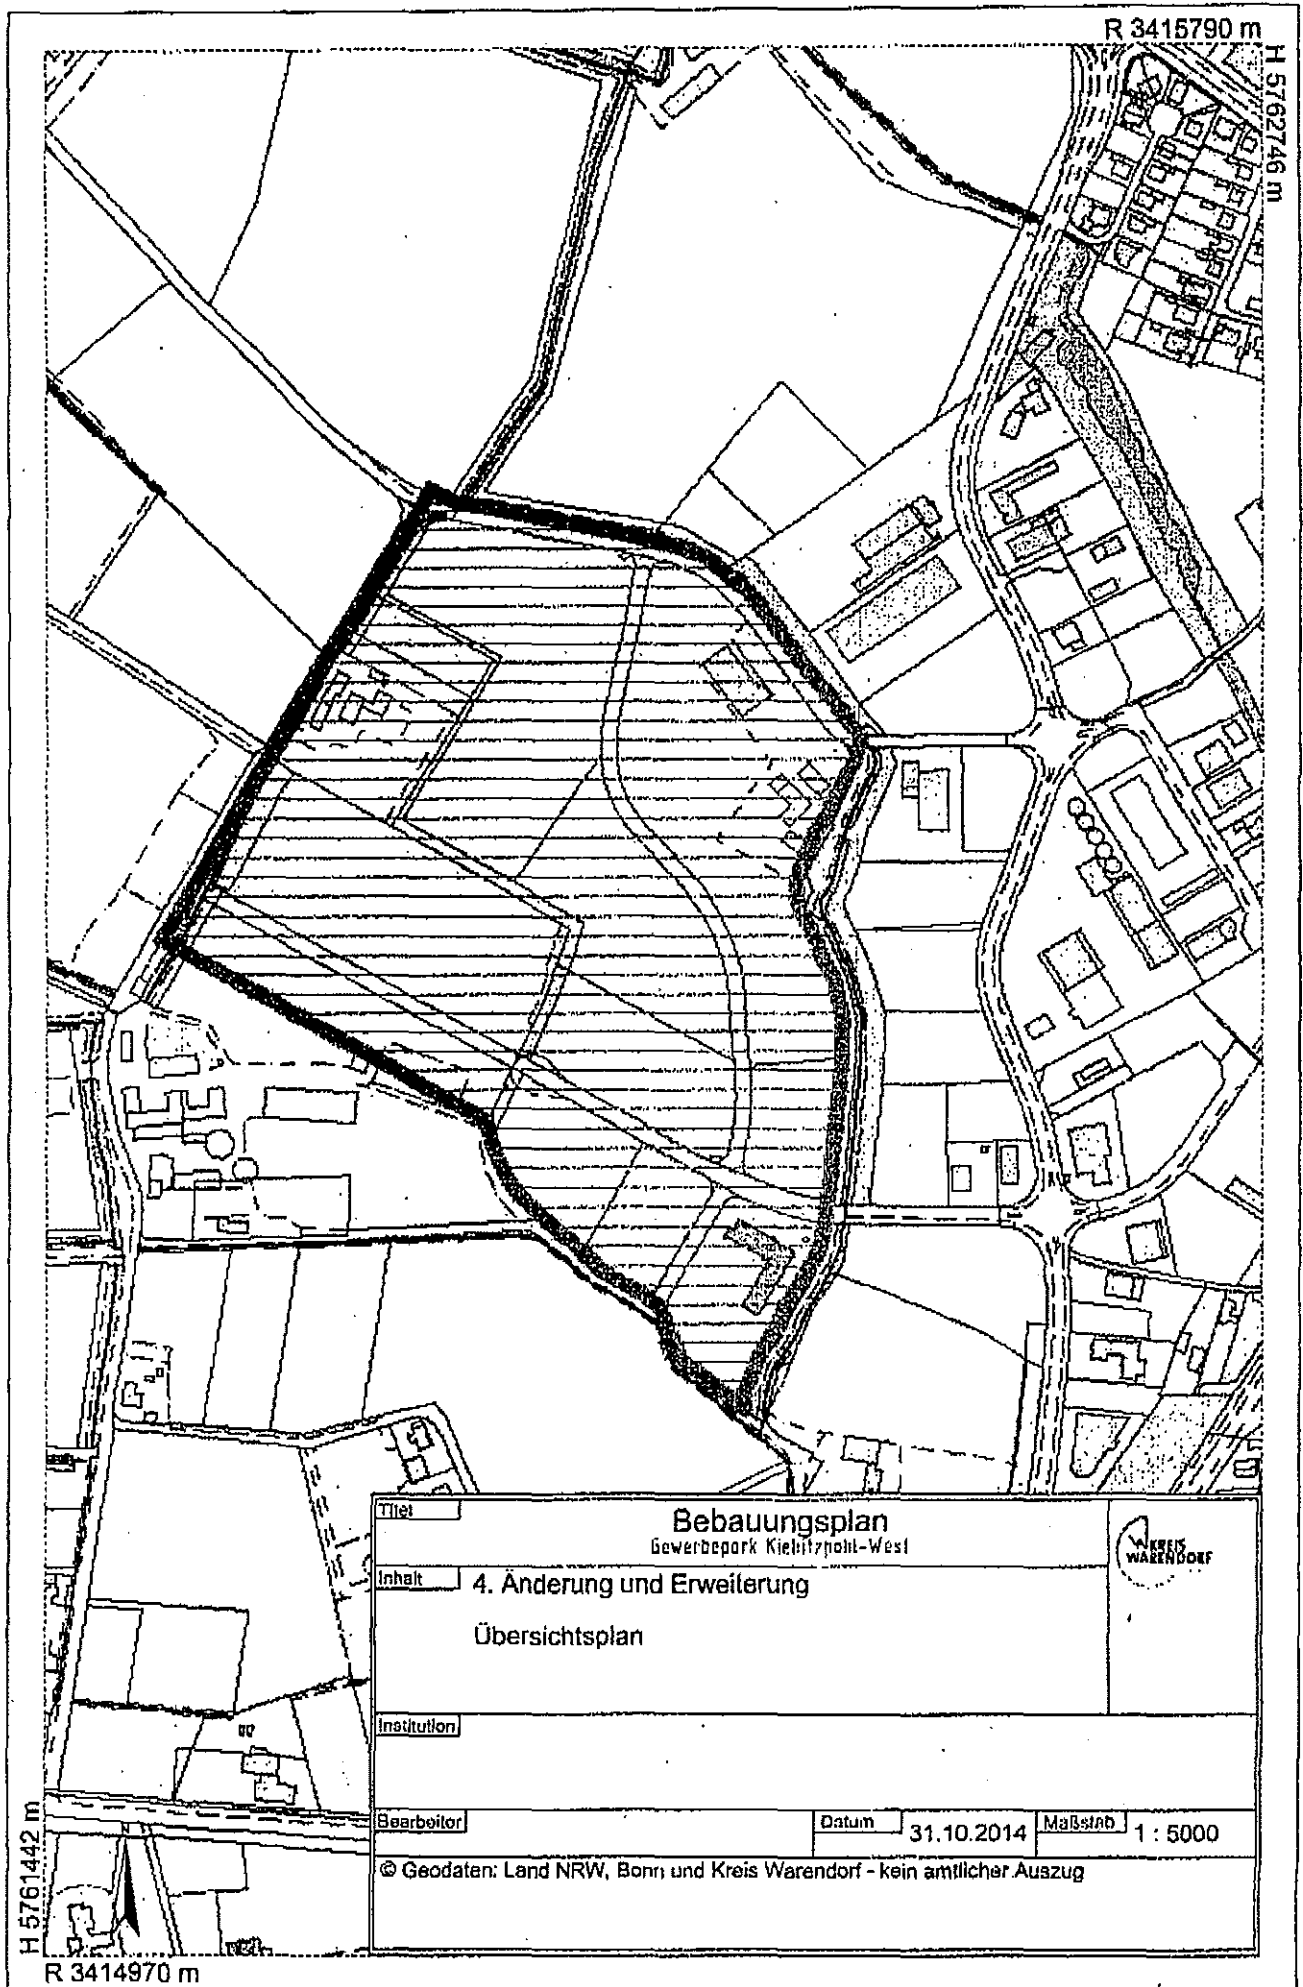 R 3415790 m
H 5762746 m
Titel
Bebauungsplan
Gewerbepark Kiebitzpohl-West
KREIS
WARENDORF
Inhalt
4. Änderung und Erweiterung
Übersichtsplan
Institution
Bearbeiter
Datum
31.10.2014
Maßstab
1 : 5000
© Geodaten: Land NRW, Bonn und Kreis Warendorf - kein amtlicher Auszug
H 5761442 m
R 3414970 m